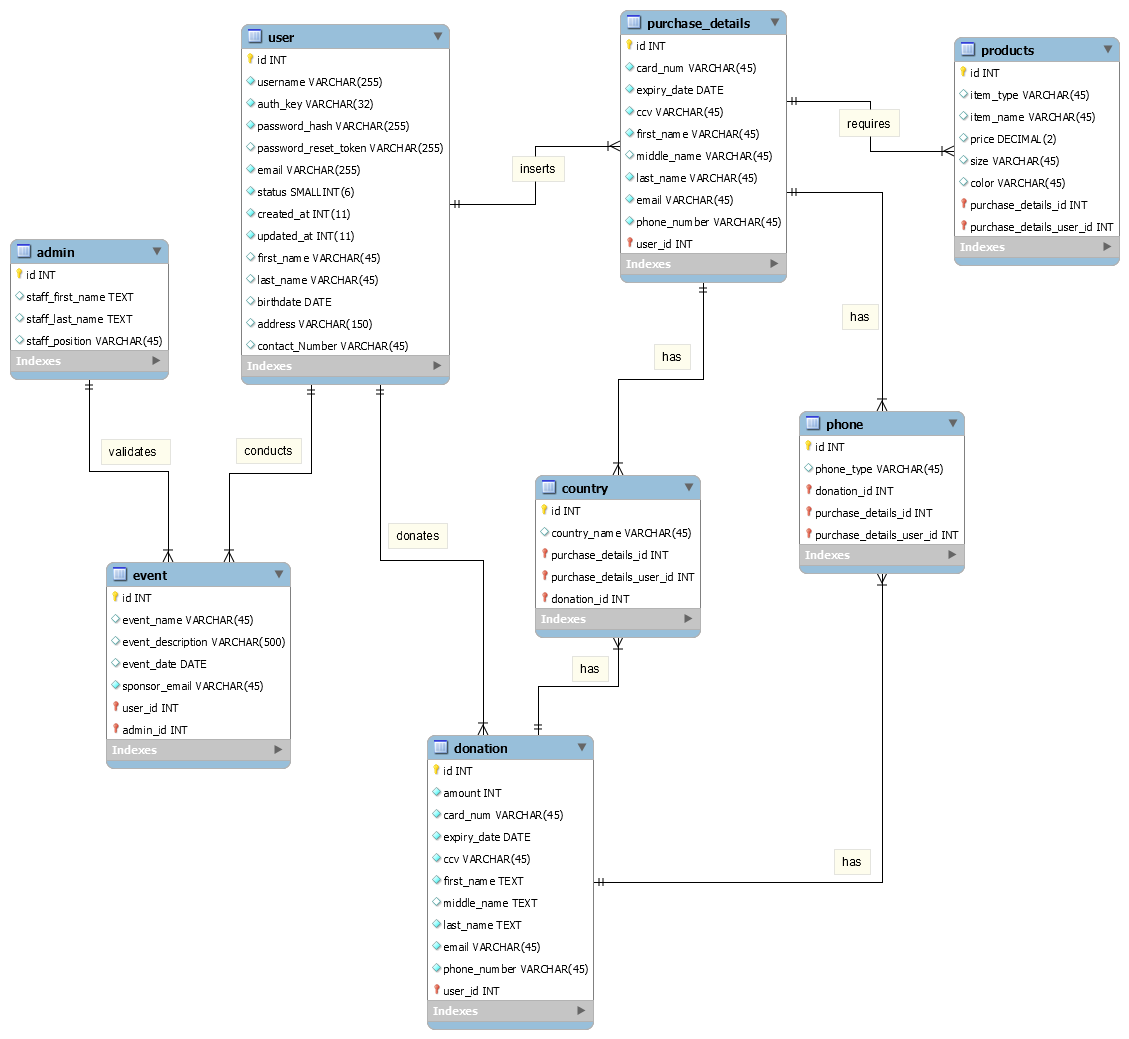 user
id INT
username VARCHAR(255)
auth_key VARCHAR(32)
password_hash VARCHAR(255)
password_reset_token VARCHAR(255)
email VARCHAR(255)
status SMALLINT(6)
created_at INT(11)
updated_at INT(11)
first_name VARCHAR(45)
last_name VARCHAR(45)
birthdate DATE
address VARCHAR(150)
contact_Number VARCHAR(45)
Indexes
purchase_details
id INT
card_num VARCHAR(45)
expiry_date DATE
ccv VARCHAR(45)
first_name VARCHAR(45)
middle_name VARCHAR(45)
last_name VARCHAR(45)
email VARCHAR(45)
phone_number VARCHAR(45)
user_id INT
Indexes
products
id INT
item_type VARCHAR(45)
item_name VARCHAR(45)
price DECIMAL(2)
size VARCHAR(45)
color VARCHAR(45)
purchase_details_id INT
purchase_details_user_id INT
Indexes
requires
inserts
admin
id INT
staff_first_name TEXT
staff_last_name TEXT
staff_position VARCHAR(45)
Indexes
has
has
validates
conducts
donates
phone
id INT
phone_type VARCHAR(45)
donation_id INT
purchase_details_id INT
purchase_details_user_id INT
Indexes
country
id INT
country_name VARCHAR(45)
purchase_details_id INT
purchase_details_user_id INT
donation_id INT
Indexes
event
id INT
event_name VARCHAR(45)
event_description VARCHAR(500)
event_date DATE
sponsor_email VARCHAR(45)
user_id INT
admin_id INT
Indexes
has
donation
id INT
amount INT
card_num VARCHAR(45)
expiry_date DATE
ccv VARCHAR(45)
first_name TEXT
middle_name TEXT
last_name TEXT
email VARCHAR(45)
phone_number VARCHAR(45)
user_id INT
Indexes
has